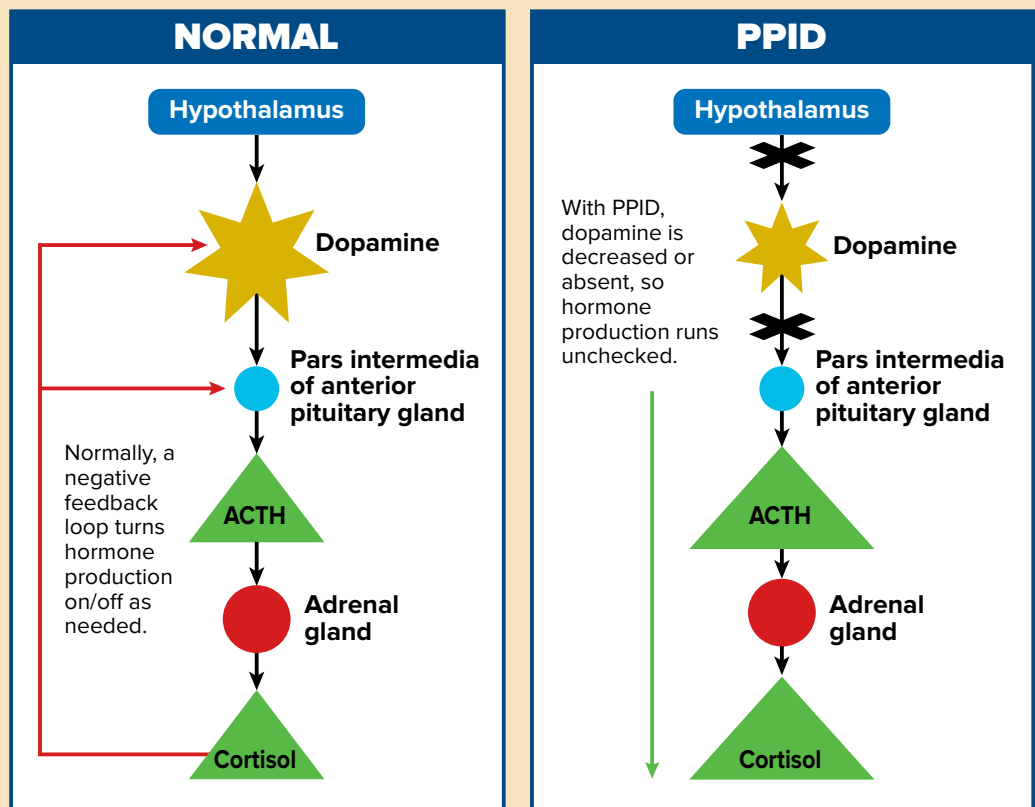 NORMAL
Hypothalamus
Dopamine
Pars intermedia
of anterior
pituitary gland
Normally, a
negative
feedback
loop turns
hormone
production
on/off as
needed.
ACTH
Adrenal
gland
Cortisol
PPID
Hypothalamus
With PPID,
dopamine is
decreased or
absent, so
hormone
production runs
unchecked.
Dopamine
Pars intermedia
of anterior
pituitary gland
ACTH
Adrenal
gland
Cortisol